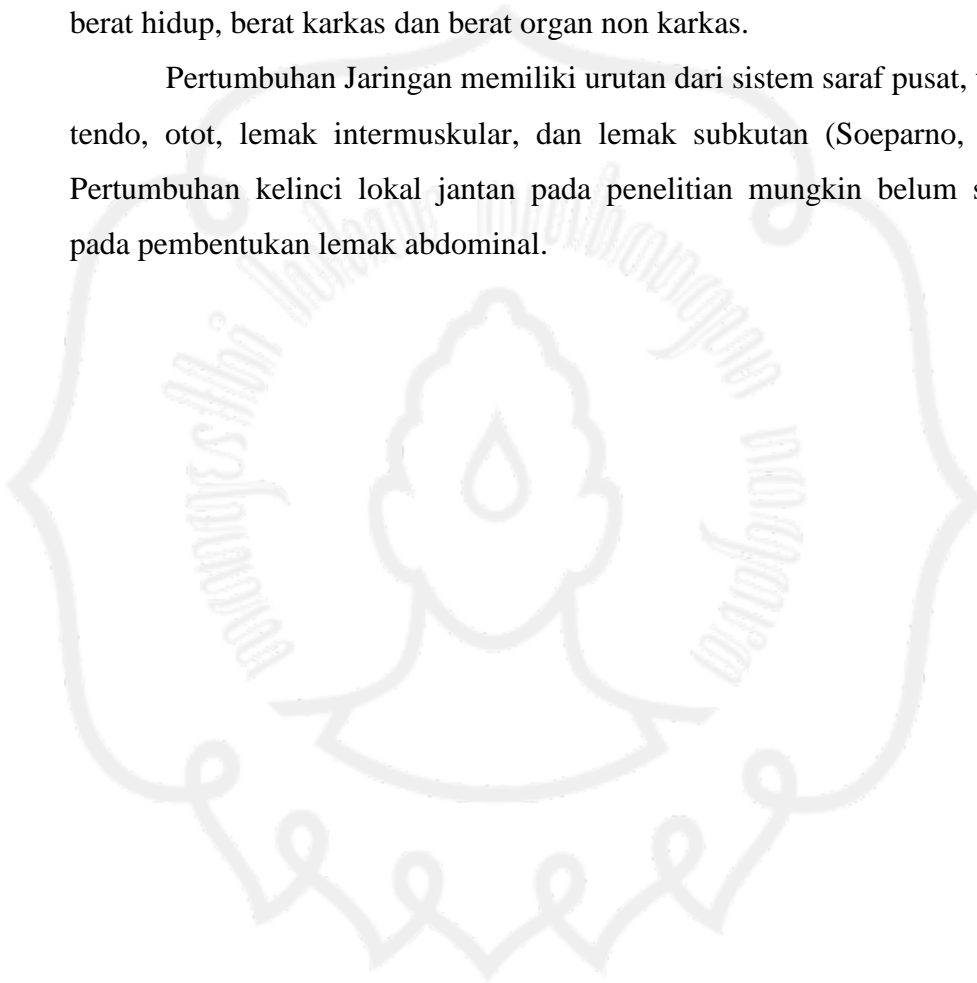 berat hidup, berat karkas dan berat organ non karkas.
Pertumbuhan Jaringan memiliki urutan dari sistem saraf pusat,
tendo, otot, lemak intermuskular, dan lemak subkutan (Soeparno,
Pertumbuhan kelinci lokal jantan pada penelitian mungkin belum
pada pembentukan lemak abdominal.